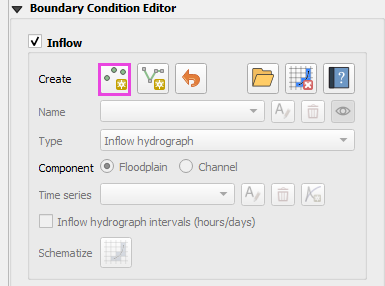 Boundary Condition Editor
Inflow
Create
Name
Type Inflow hydrograph
Component Floodplain Channel
Time series
Inflow hydrograph intervals (hours/days)
Schematize